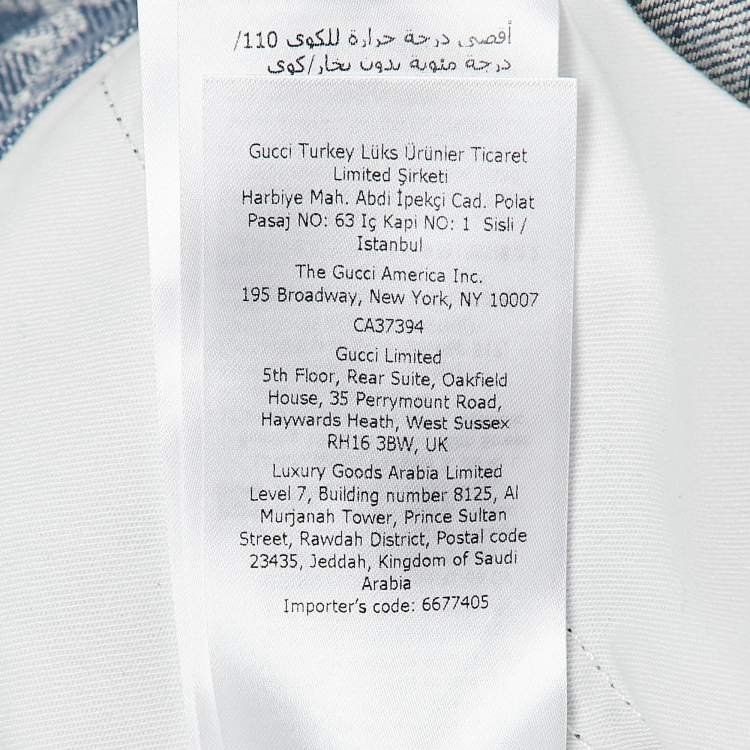 أقصى درجة حرارة للكوى 110/
درجة مئوية بدون بخار/كوى
Gucci Turkey Lüks Ürünler Ticaret
Limited Şirketi
Harbiye Mah. Abdi İpekçi Cad. Polat
Pasaj NO: 63 Iç Kapi NO: 1 Sisli /
Istanbul
The Gucci America Inc.
195 Broadway, New York, NY 10007
CA37394
Gucci Limited
5th Floor, Rear Suite, Oakfield
House, 35 Perrymount Road,
Haywards Heath, West Sussex
RH16 3BW, UK
Luxury Goods Arabia Limited
Level 7, Building number 8125, Al
Murjanah Tower, Prince Sultan
Street, Rawdah District, Postal code
23435, Jeddah, Kingdom of Saudi
Arabia
Importer's code: 6677405